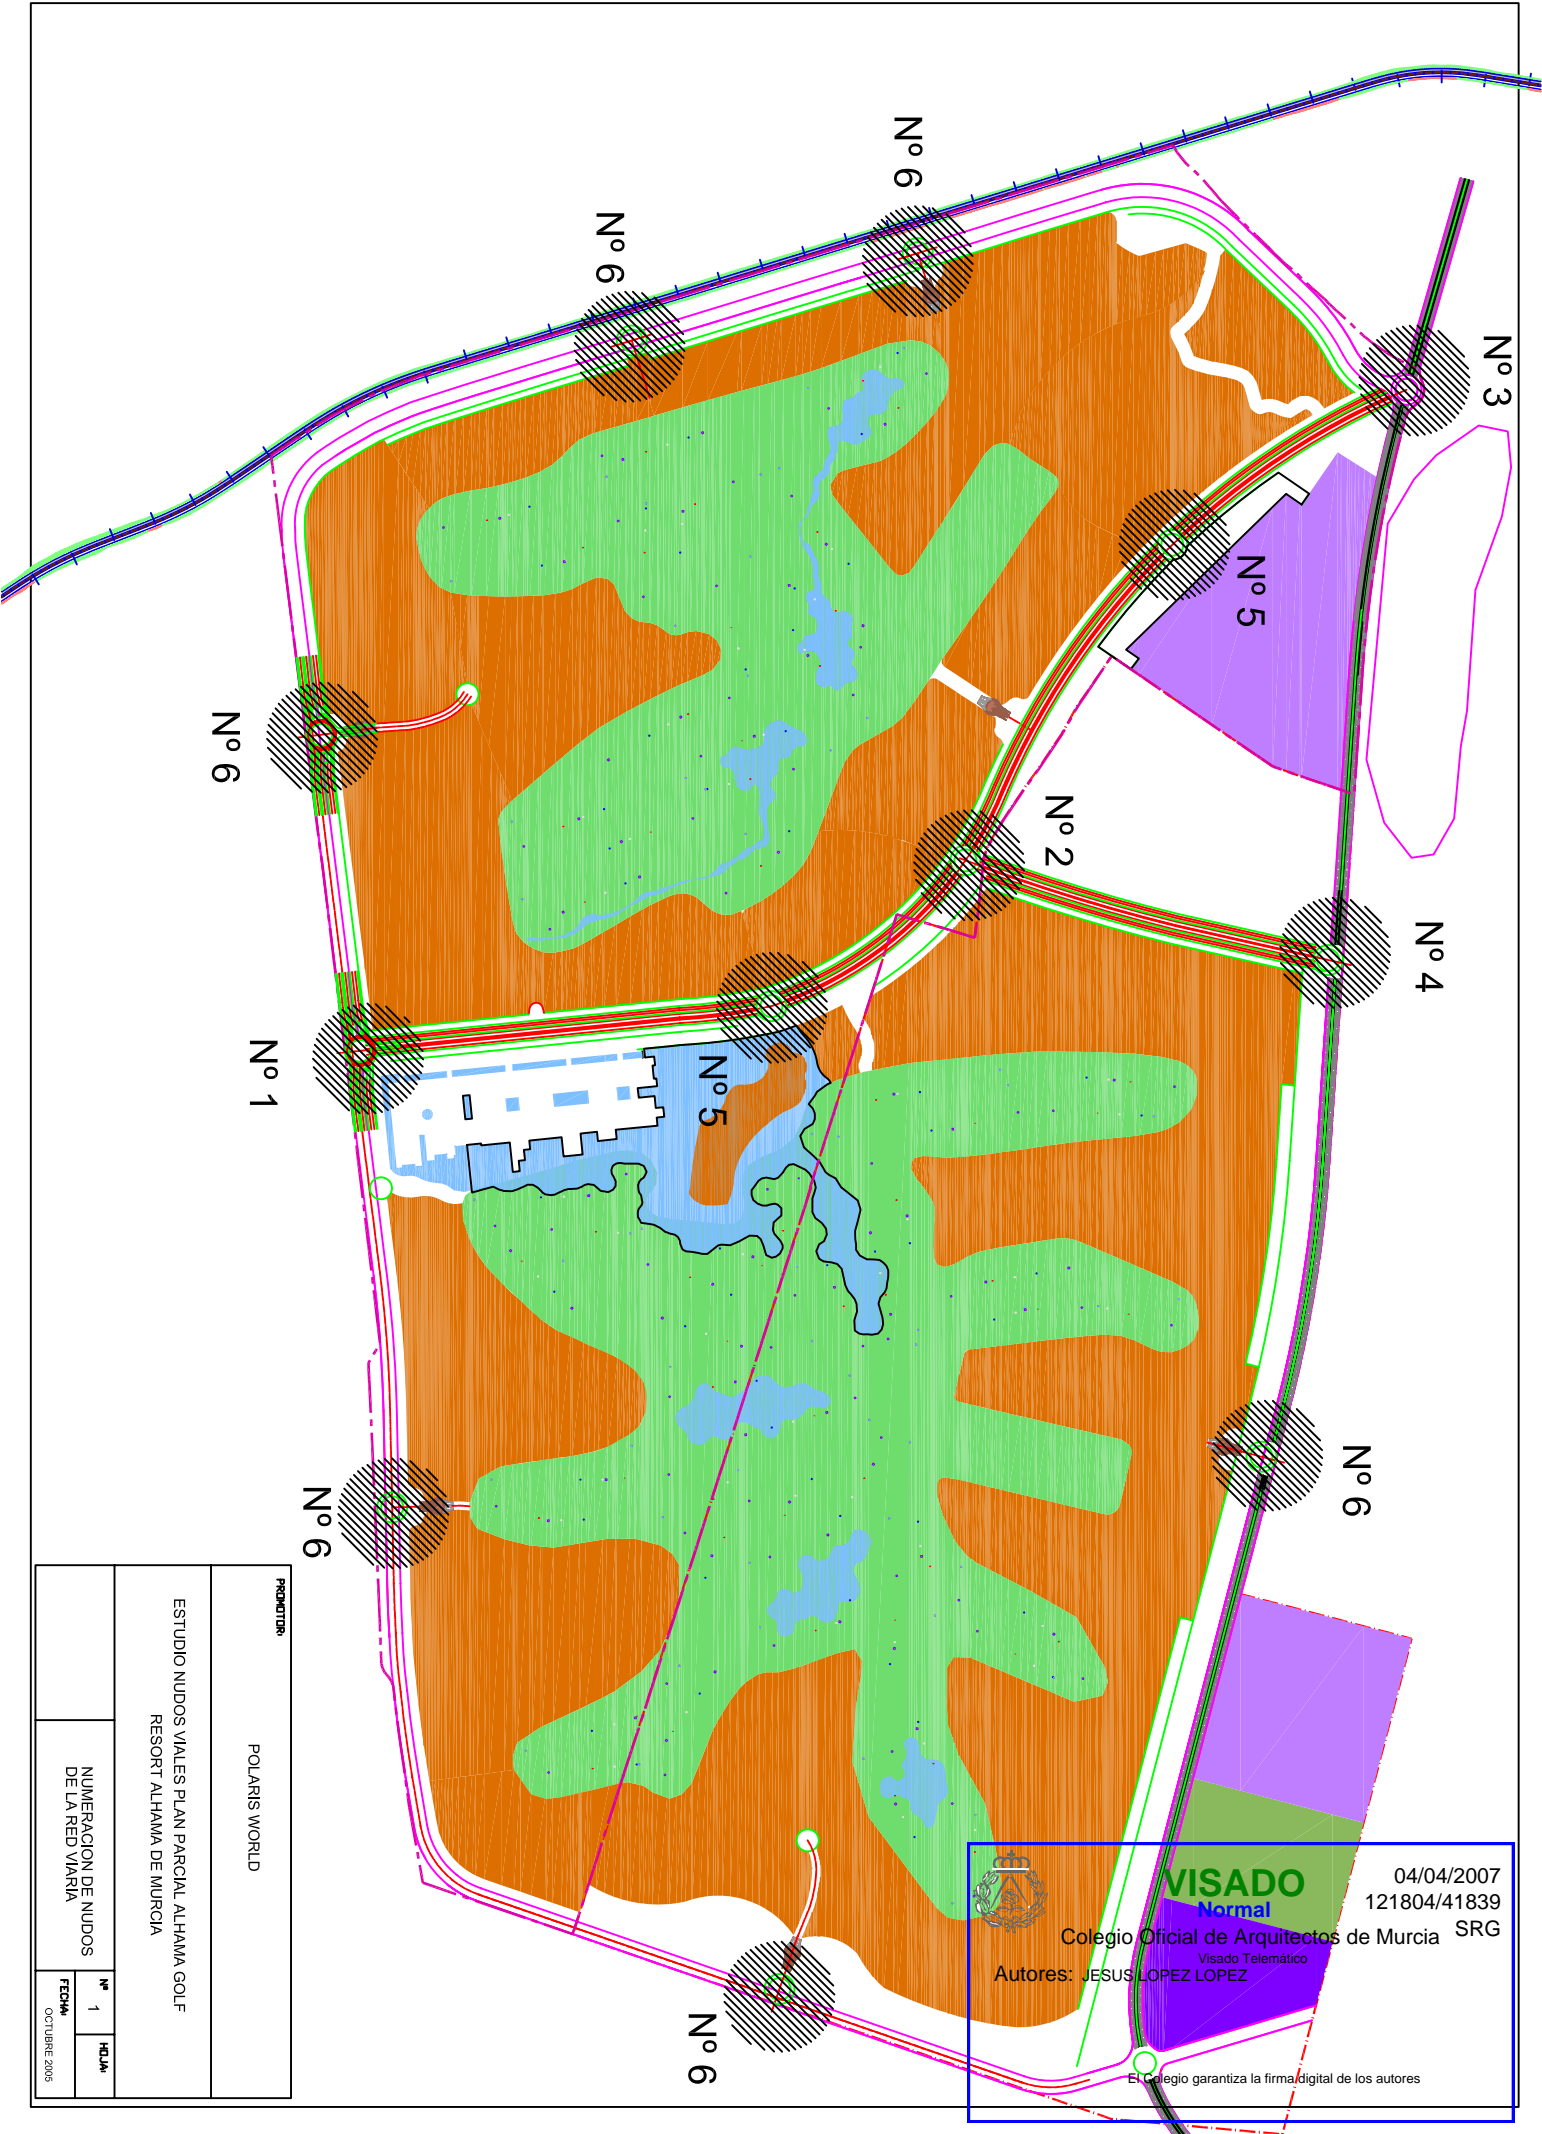 Nº 6
Nº 6
Nº 3
Nº 5
Nº 6
Nº 2
Nº 4
Nº 1
Nº 5
Nº 6
Nº 6
Nº 6
PROMOTOR:
POLARIS WORLD
ESTUDIO NUDOS VIALES PLAN PARCIAL ALHAMA GOLF
RESORT ALHAMA DE MURCIA
NUMERACION DE NUDOS
DE LA RED VIARIA
Nº
1
HOJA:
FECHA:
OCTUBRE 2005
VISADO
Normal
04/04/2007
121804/41839
SRG
Colegio Oficial de Arquitectos de Murcia
Visado Telemático
Autores: JESUS LOPEZ LOPEZ
El Colegio garantiza la firma digital de los autores